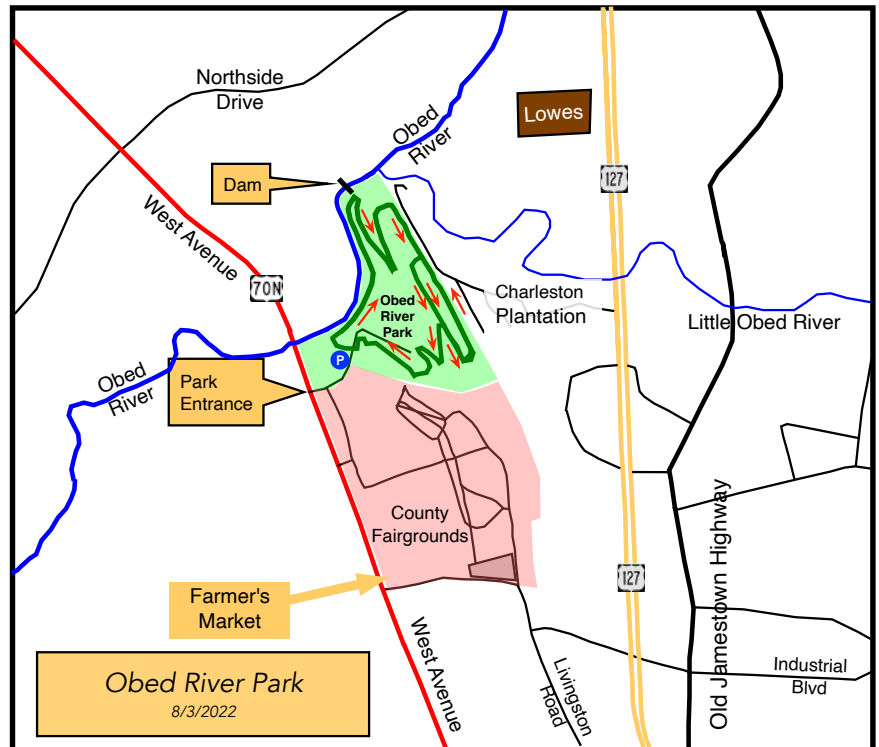 Northside
Drive
Lowes
Obed
River
Dam
127
West Avenue
70N
Charleston
Plantation
Obed
River
Park
Little Obed River
P
Obed
River
Park
Entrance
County
Fairgrounds
127
Farmer's
Market
West Avenue
Livingston
Road
Old Jamestown Highway
Industrial
Blvd
Obed River Park
8/3/2022